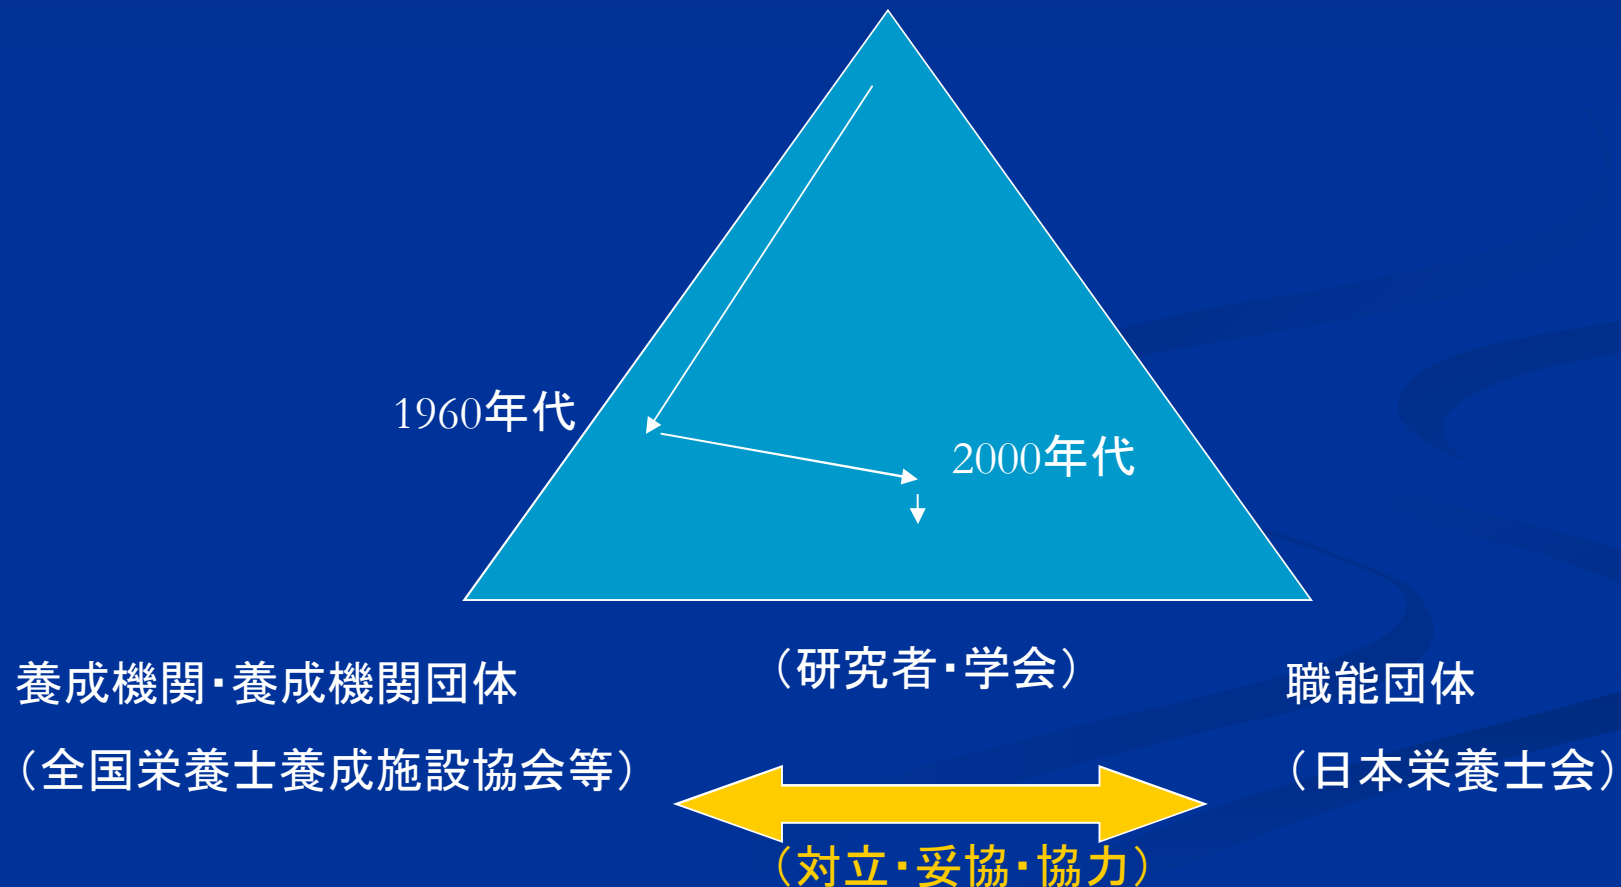 1960年代
2000年代
(研究者・学会)
養成機関・養成機関団体
職能団体
(全国栄養士養成施設協会等)
(日本栄養士会)
(対立・妥協・協力)